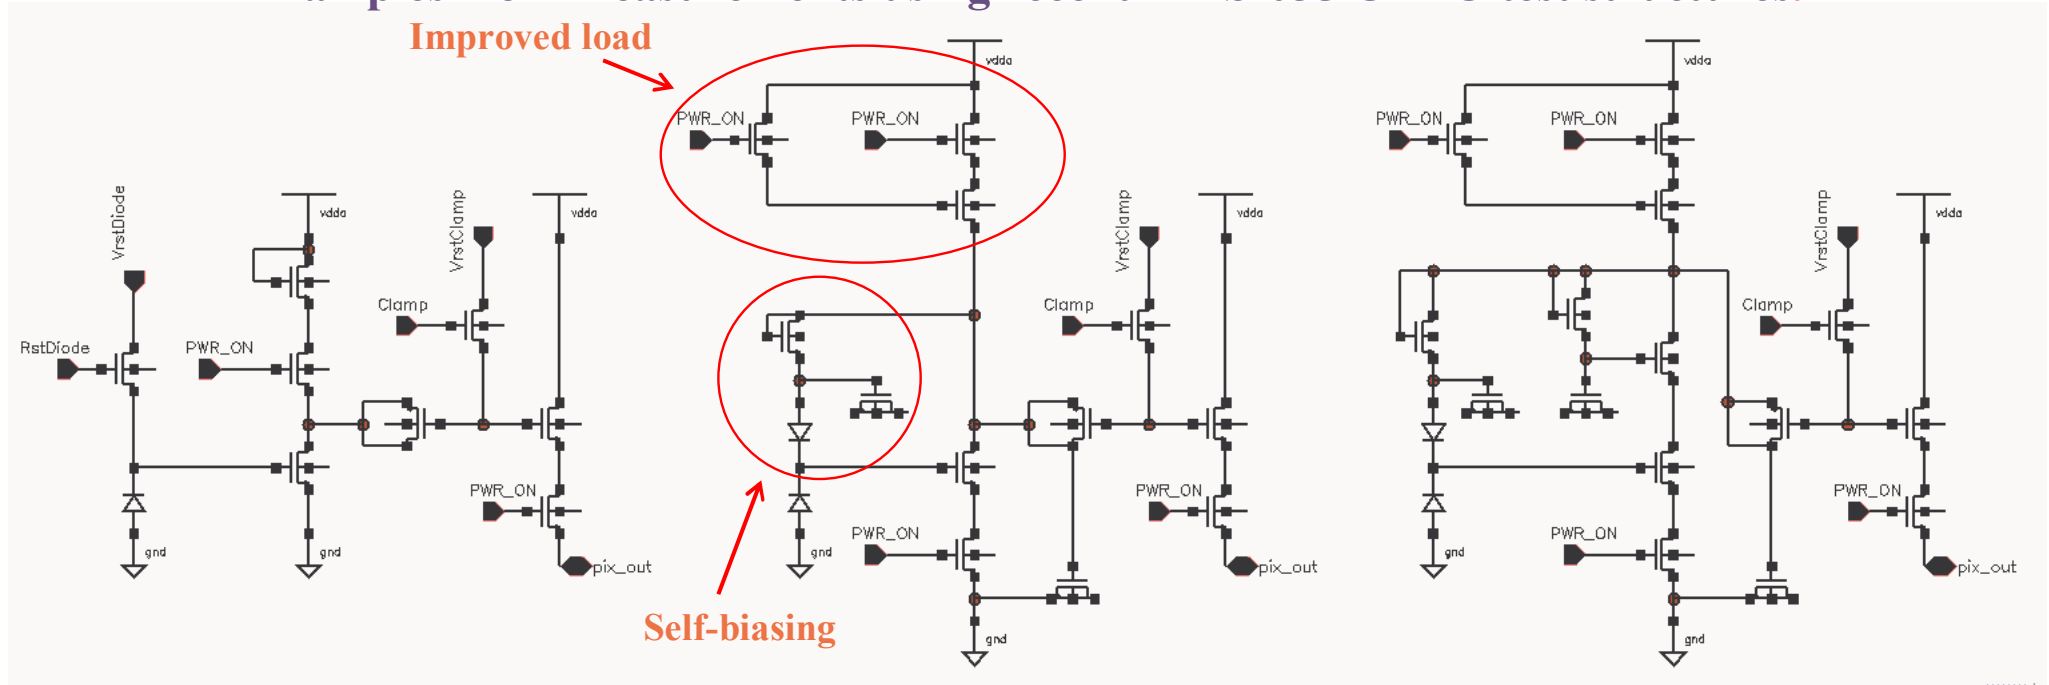 Improved load
vdda
vdda
PWR_ON
PWR_ON
PWR_ON
PWR_ON
VrstDiode
vdda
VrstClamp
vdda
VrstClamp
vdda
VrstClamp
vdda
Clamp
Clamp
Clamp
RstDiode
PWR_ON
PWR_ON
PWR_ON
PWR_ON
PWR_ON
PWR_ON
gnd
gnd
gnd
gnd
pix_out
pix_out
pix_out
Self-biasing
gnd
gnd